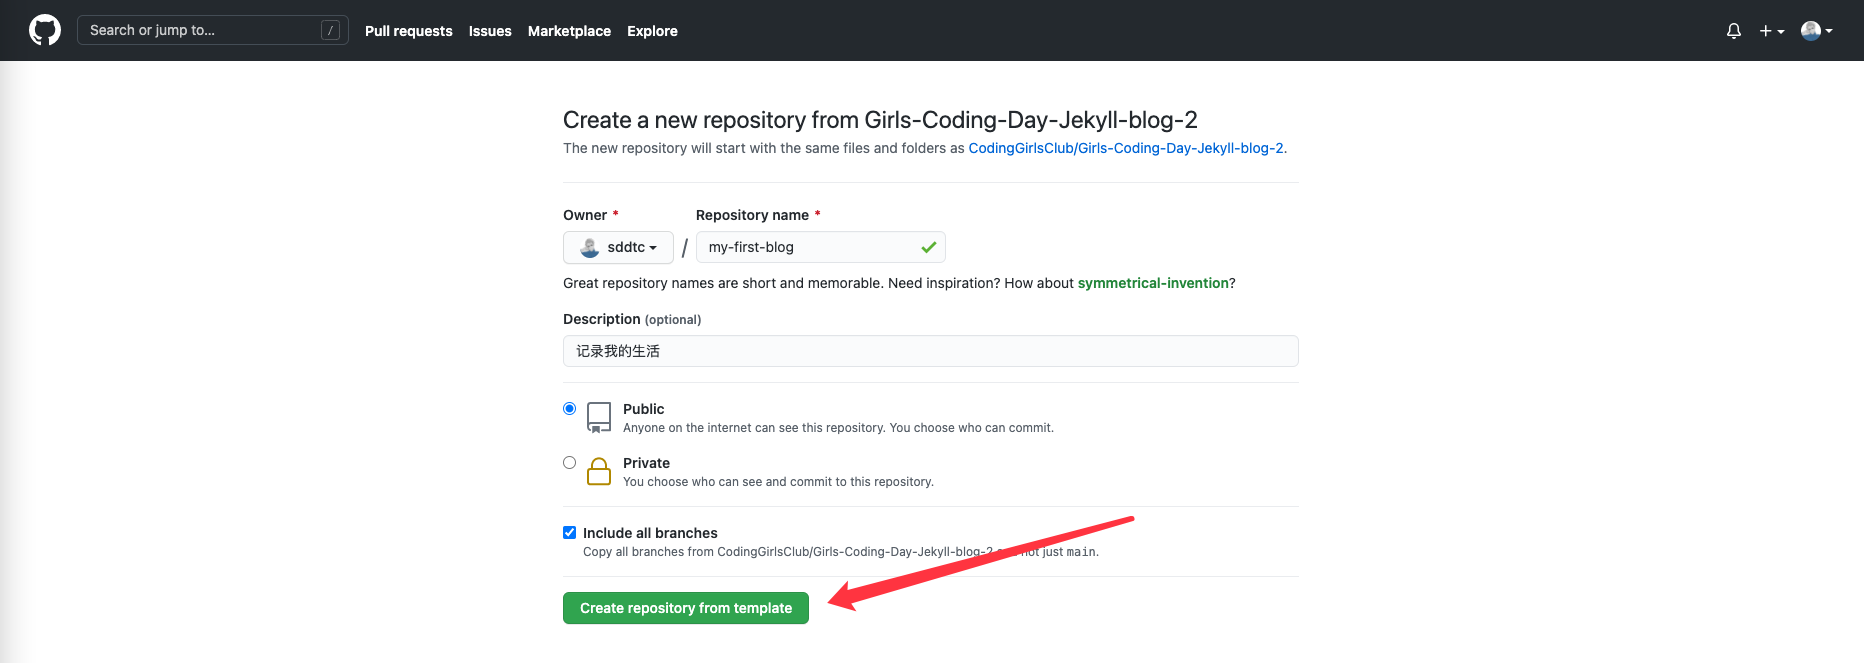 Search or jump to... / Pull requests Issues Marketplace Explore
Create a new repository from Girls-Coding-Day-Jekyll-blog-2
The new repository will start with the same files and folders as CodingGirlsClub/Girls-Coding-Day-Jekyll-blog-2.
Owner * Repository name *
sddtc / my-first-blog
Great repository names are short and memorable. Need inspiration? How about symmetrical-invention?
Description (optional)
记录我的生活
Public
Anyone on the internet can see this repository. You choose who can commit.
Private
You choose who can see and commit to this repository.
Include all branches
Copy all branches from CodingGirlsClub/Girls-Coding-Day-Jekyll-blog-2 not just main.
Create repository from template